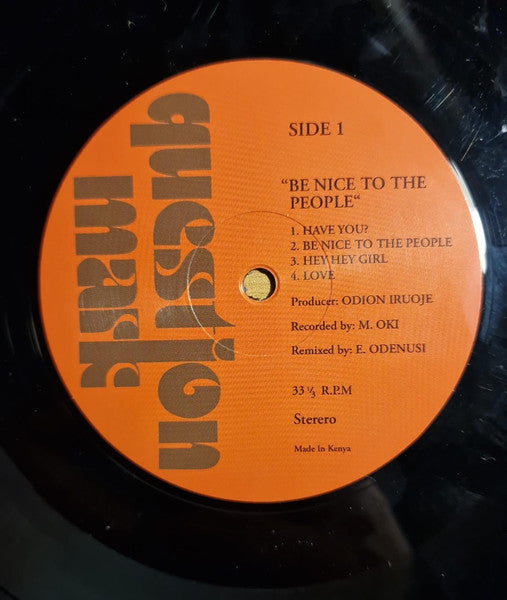 question
mark
SIDE 1
"BE NICE TO THE
PEOPLE"
1. HAVE YOU?
2. BE NICE TO THE PEOPLE
3. HEY HEY GIRL
4. LOVE
Producer: ODION IRUOJE
Recorded by: M. OKI
Remixed by: E. ODENUSI
33 ⅓ R.P.M
Sterero
Made In Kenya